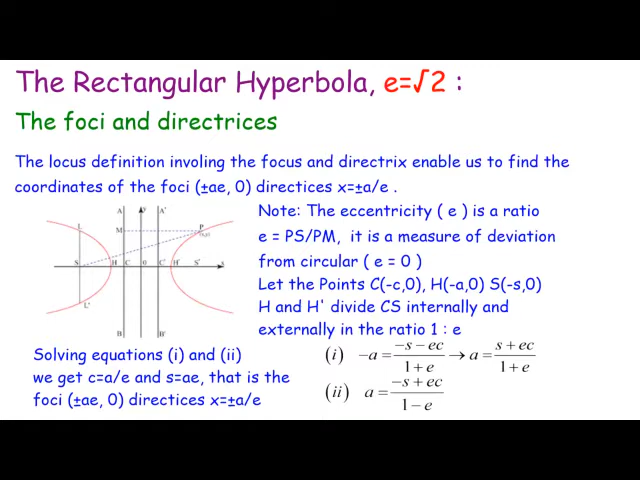 The Rectangular Hyperbola, e=√2 :
The foci and directrices
The locus definition involing the focus and directrix enable us to find the
coordinates of the foci (±ae, 0) directices x=±a/e .
Note: The eccentricity ( e ) is a ratio
e = PS/PM, it is a measure of deviation
from circular ( e = 0 )
Let the Points C(-c,0), H(-a,0) S(-s,0)
H and H' divide CS internally and
externally in the ratio 1 : e
A y A'
L M P
S H C 0 C' H' S' x
L'
B B'
Solving equations (i) and (ii)
we get c=a/e and s=ae, that is the
foci (±ae, 0) directices x=±a/e
(i) −a = (−s − ec)/(1 + e) → a = (s + ec)/(1 + e)
(ii) a = (−s + ec)/(1 − e)